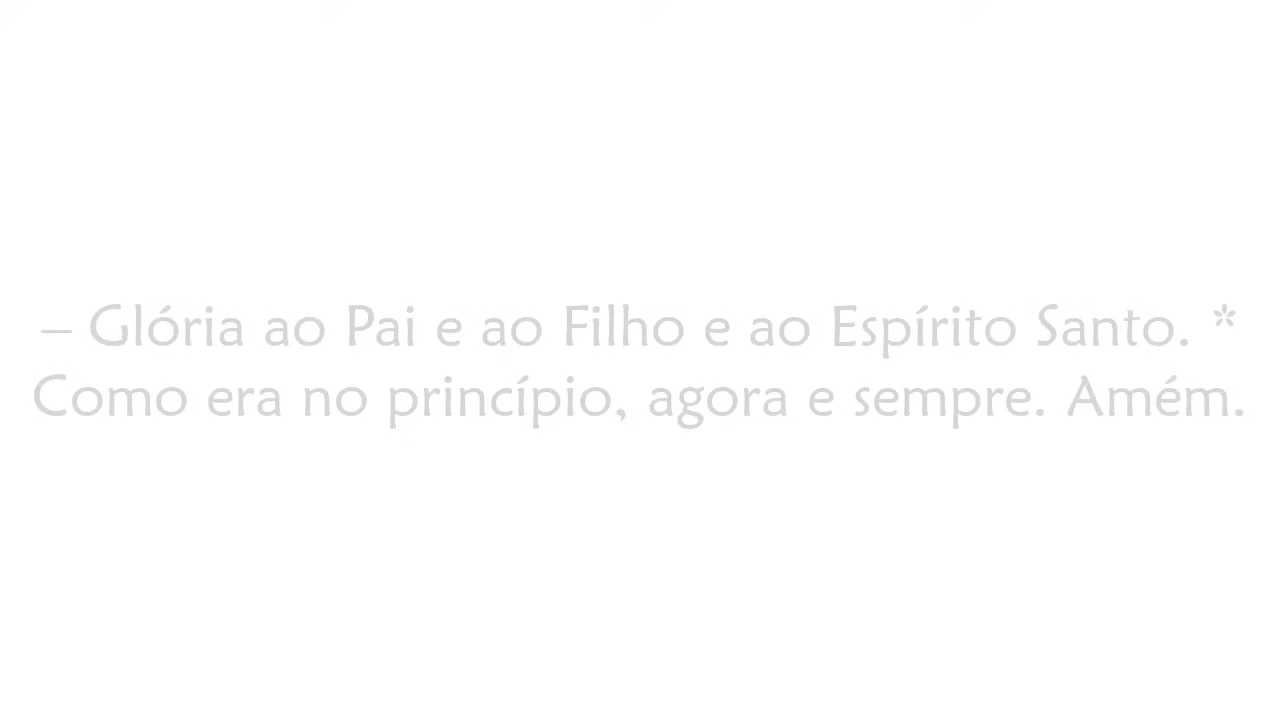 – Glória ao Pai e ao Filho e ao Espírito Santo. *
Como era no princípio, agora e sempre. Amém.